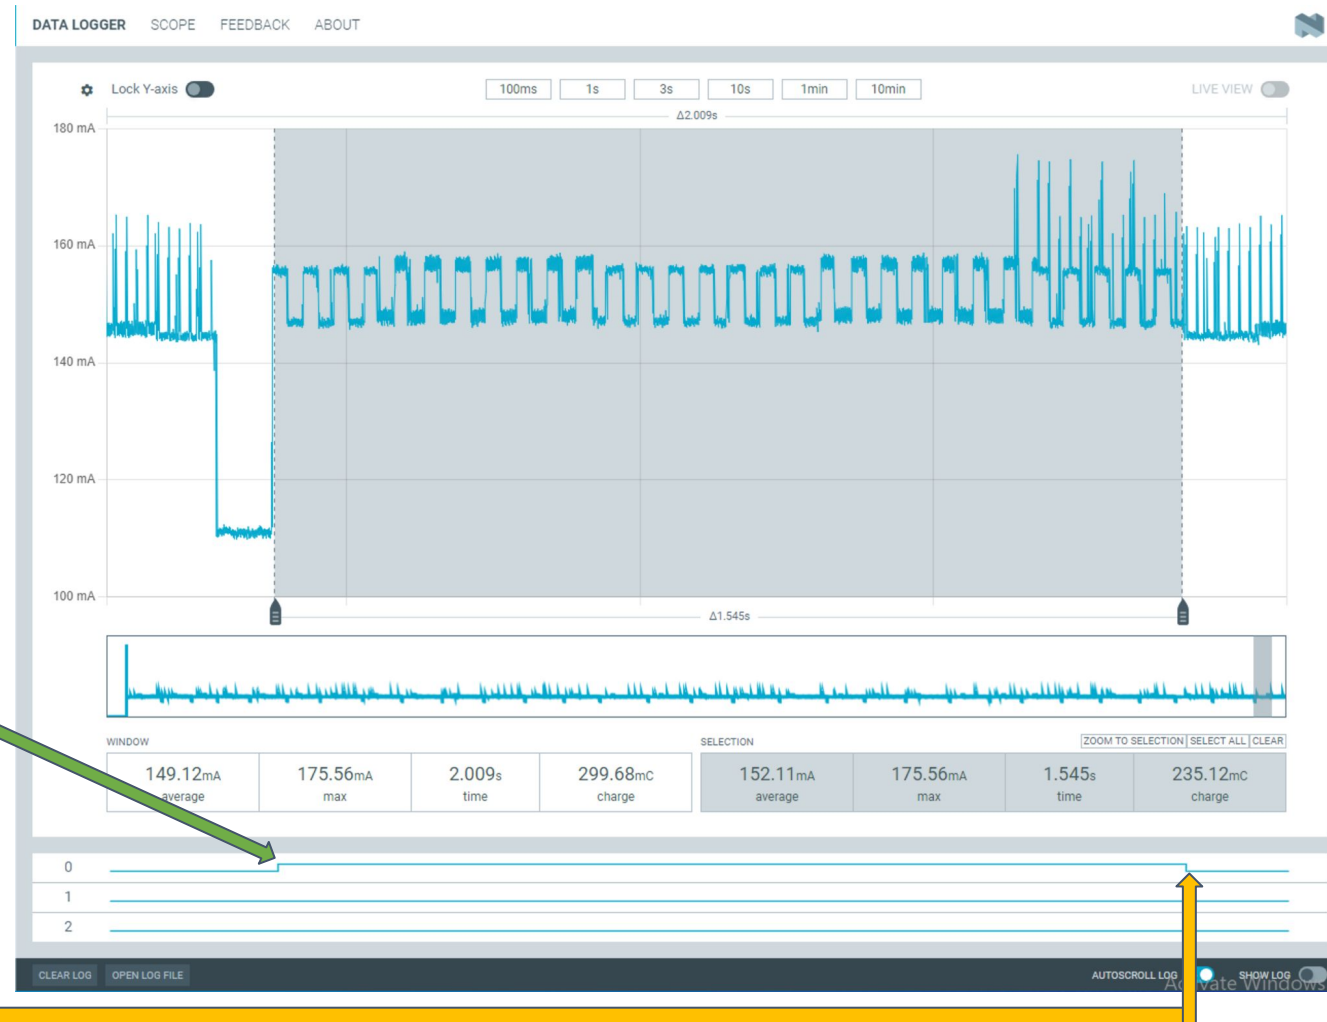 DATA LOGGER SCOPE FEEDBACK ABOUT
Lock Y-axis 100ms 1s 3s 10s 1min 10min LIVE VIEW
Δ2.009s
180 mA
160 mA
140 mA
120 mA
100 mA
Δ1.545s
WINDOW SELECTION ZOOM TO SELECTION SELECT ALL CLEAR
149.12mA 175.56mA 2.009s 299.68mC 152.11mA 175.56mA 1.545s 235.12mC
average max time charge average max time charge
0
1
2
CLEAR LOG OPEN LOG FILE AUTOSCROLL LOG SHOW LOG
Activate Windows